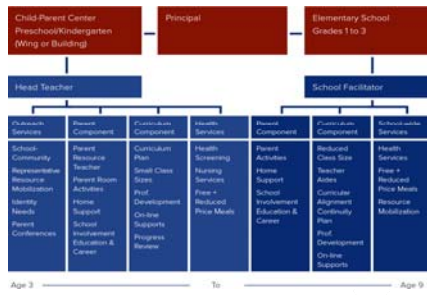 Child-Parent Center
Preschool/Kindergarten
(Wing or Building)
Principal
Elementary School
Grades 1 to 3
Head Teacher
School Facilitator
Outreach
Services
School-
Community
Representative
Resource
Mobilization
Identity
Needs
Parent
Conferences
Parent
Component
Parent
Resource
Teacher
Parent Room
Activities
Home
Support
School
Involvement
Education &
Career
Curriculum
Component
Curriculum
Plan
Small Class
Sizes
Prof.
Development
On-line
Supports
Progress
Review
Health
Services
Health
Screening
Nursing
Services
Free +
Reduced
Price Meals
Parent
Component
Parent
Activities
Home
Support
School
Involvement
Education &
Career
Curriculum
Component
Reduced
Class Size
Teacher
Aides
Curricular
Alignment
Continuity
Plan
Prof.
Development
On-line
Supports
School-wide
Services
Health
Services
Free +
Reduced
Price Meals
Resource
Mobilization
Age 3
To
Age 9